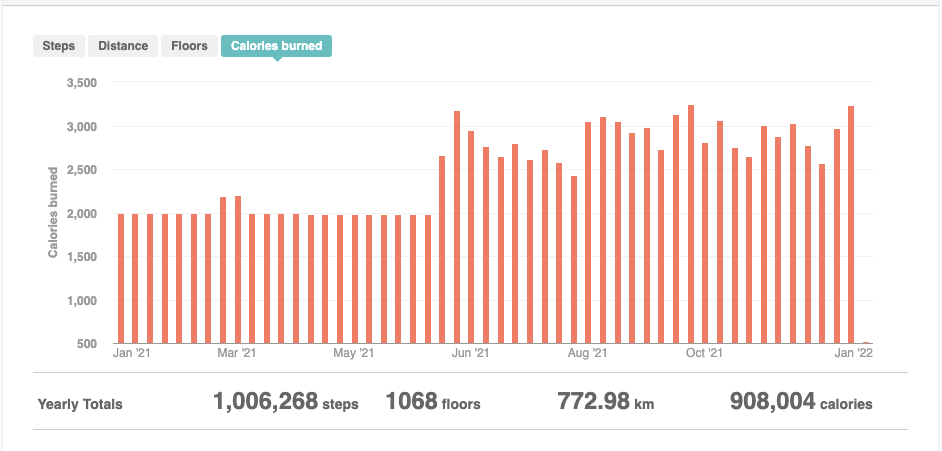 Steps Distance Floors Calories burned
3,500
3,000
2,500
2,000
1,500
1,000
500
Calories burned
Jan '21 Mar '21 May '21 Jun '21 Aug '21 Oct '21 Jan '22
Yearly Totals 1,006,268 steps 1068 floors 772.98 km 908,004 calories